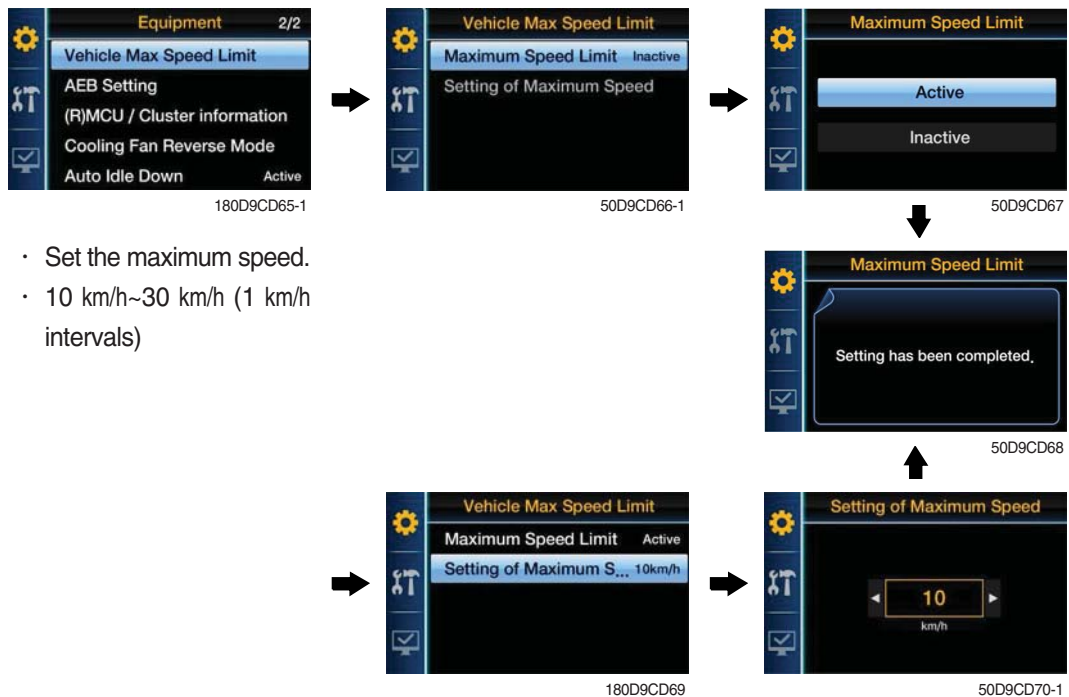 Equipment 2/2
Vehicle Max Speed Limit
AEB Setting
(R)MCU / Cluster information
Cooling Fan Reverse Mode
Auto Idle Down Active
180D9CD65-1
Vehicle Max Speed Limit
Maximum Speed Limit Inactive
Setting of Maximum Speed
50D9CD66-1
Maximum Speed Limit
Active
Inactive
50D9CD67
· Set the maximum speed.
· 10 km/h~30 km/h (1 km/h
intervals)
Maximum Speed Limit
Setting has been completed.
50D9CD68
Vehicle Max Speed Limit
Maximum Speed Limit Active
Setting of Maximum S... 10km/h
180D9CD69
Setting of Maximum Speed
10
km/h
50D9CD70-1